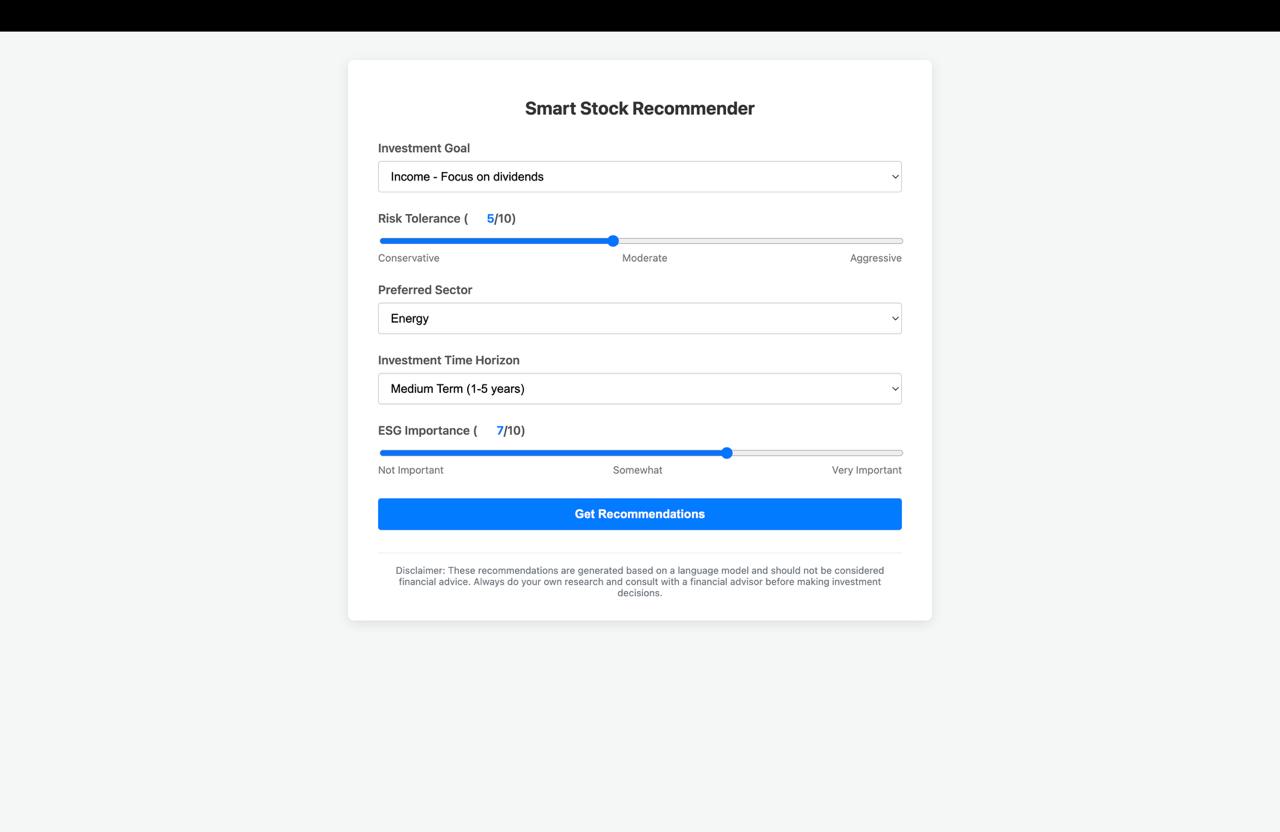 Smart Stock Recommender
Investment Goal
Income - Focus on dividends
Risk Tolerance ( 5/10)
Conservative Moderate Aggressive
Preferred Sector
Energy
Investment Time Horizon
Medium Term (1-5 years)
ESG Importance ( 7/10)
Not Important Somewhat Very Important
Get Recommendations
Disclaimer: These recommendations are generated based on a language model and should not be considered
financial advice. Always do your own research and consult with a financial advisor before making investment
decisions.